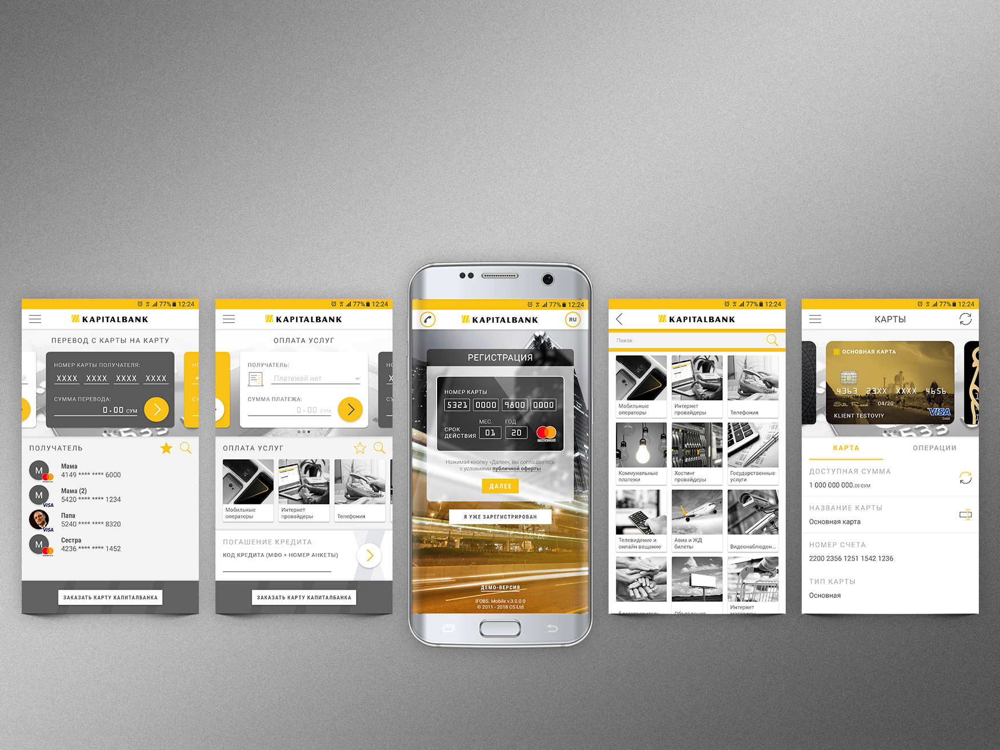 77% 12:24
KAPITALBANK
ПЕРЕВОД С КАРТЫ НА КАРТУ
НОМЕР КАРТЫ ПОЛУЧАТЕЛЯ:
XXXX XXXX XXXX XXXX
СУММА ПЕРЕВОДА:
0.00 СУМ
ПОЛУЧАТЕЛЬ
М
Мама
4149 **** **** 6000
М
Мама (2)
5420 **** **** 1234
VISA
Папа
5240 **** **** 8320
VISA
М
Сестра
4236 **** **** 1452
ЗАКАЗАТЬ КАРТУ КАПИТАЛБАНКА
77% 12:24
KAPITALBANK
ОПЛАТА УСЛУГ
ПОЛУЧАТЕЛЬ:
Платежей нет
СУММА ПЛАТЕЖА:
0.00 СУМ
ОПЛАТА УСЛУГ
Мобильные
операторы
Интернет
провайдеры
Телефония
ПОГАШЕНИЕ КРЕДИТА
КОД КРЕДИТА (МФО + НОМЕР АНКЕТЫ)
ЗАКАЗАТЬ КАРТУ КАПИТАЛБАНКА
77% 12:24
KAPITALBANK
RU
РЕГИСТРАЦИЯ
НОМЕР КАРТЫ
5321 0000 9800 0000
МЕС. ГОД
СРОК
ДЕЙСТВИЯ
01 20
mastercard
Нажимая кнопку «Далее», вы соглашаетесь
с условиями публичной оферты
ДАЛЕЕ
Я УЖЕ ЗАРЕГИСТРИРОВАН
ДЕМО-ВЕРСИЯ
iFOBS. Mobile v.3.0.0.0
© 2011 - 2018 CS Ltd
77% 12:24
KAPITALBANK
Поиск
Мобильные
операторы
Интернет
провайдеры
Телефония
Коммунальные
платежи
Хостинг
провайдеры
Государственные
услуги
Телевидение и
онлайн вещание
Авиа и ЖД
билеты
Видеонаблюден...
Объявления
Интернет
магазины
77% 12:24
КАРТЫ
ОСНОВНАЯ КАРТА
4363 23XX XXXX 4656
Silk Road 04/20
KLIENT TESTOVIY
VISA
Gold
КАРТА ОПЕРАЦИИ
ДОСТУПНАЯ СУММА
1 000 000 000.00 СУМ
НАЗВАНИЕ КАРТЫ
Основная карта
НОМЕР СЧЕТА
2200 2356 1251 1542 1236
ТИП КАРТЫ
Основная